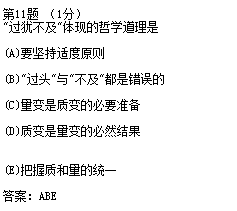 第11题 （1分）
"过犹不及"体现的哲学道理是
(A)要坚持适度原则
(B)"过头"与"不及"都是错误的
(C)量变是质变的必要准备
(D)质变是量变的必然结果
(E)把握质和量的统一
答案：ABE